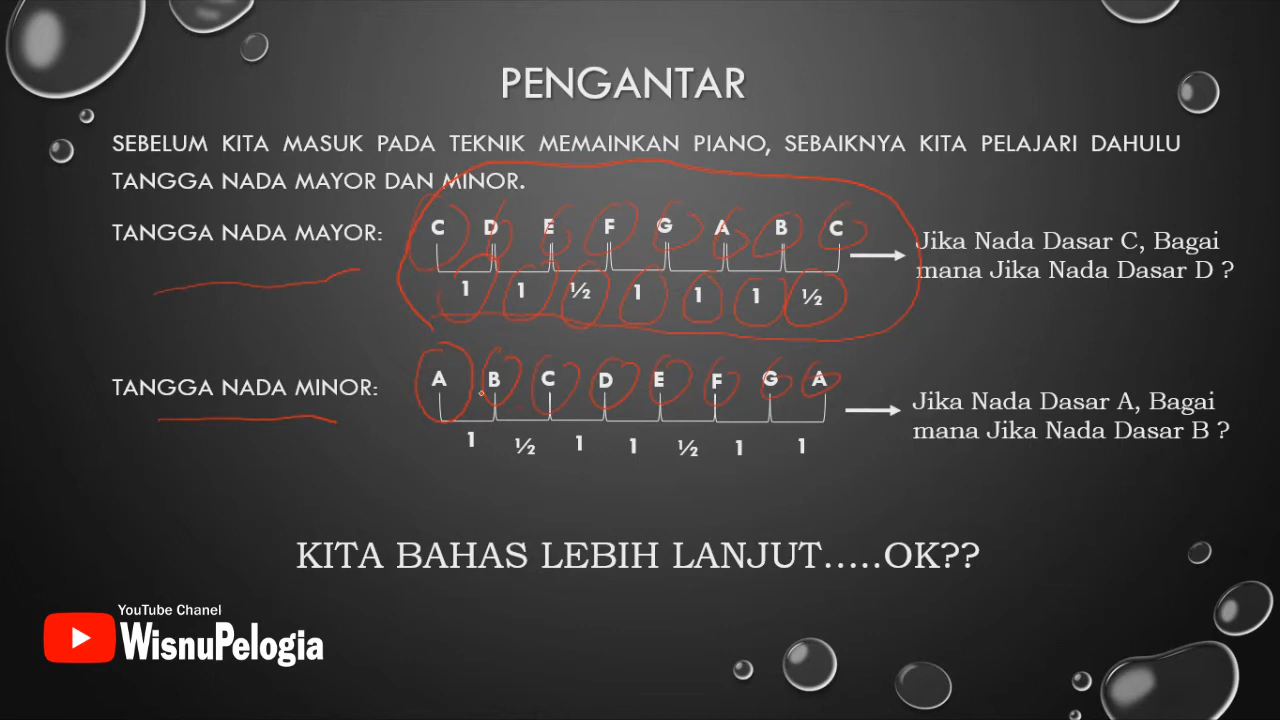 PENGANTAR
SEBELUM KITA MASUK PADA TEKNIK MEMAINKAN PIANO, SEBAIKNYA KITA PELAJARI DAHULU
TANGGA NADA MAYOR DAN MINOR.
TANGGA NADA MAYOR:
C D E F G A B C
1 1 ½ 1 1 1 ½
Jika Nada Dasar C, Bagai
mana Jika Nada Dasar D ?
TANGGA NADA MINOR:
A B C D E F G A
1 ½ 1 1 ½ 1 1
Jika Nada Dasar A, Bagai
mana Jika Nada Dasar B ?
KITA BAHAS LEBIH LANJUT.....OK??
YouTube Chanel
WisnuPelogia